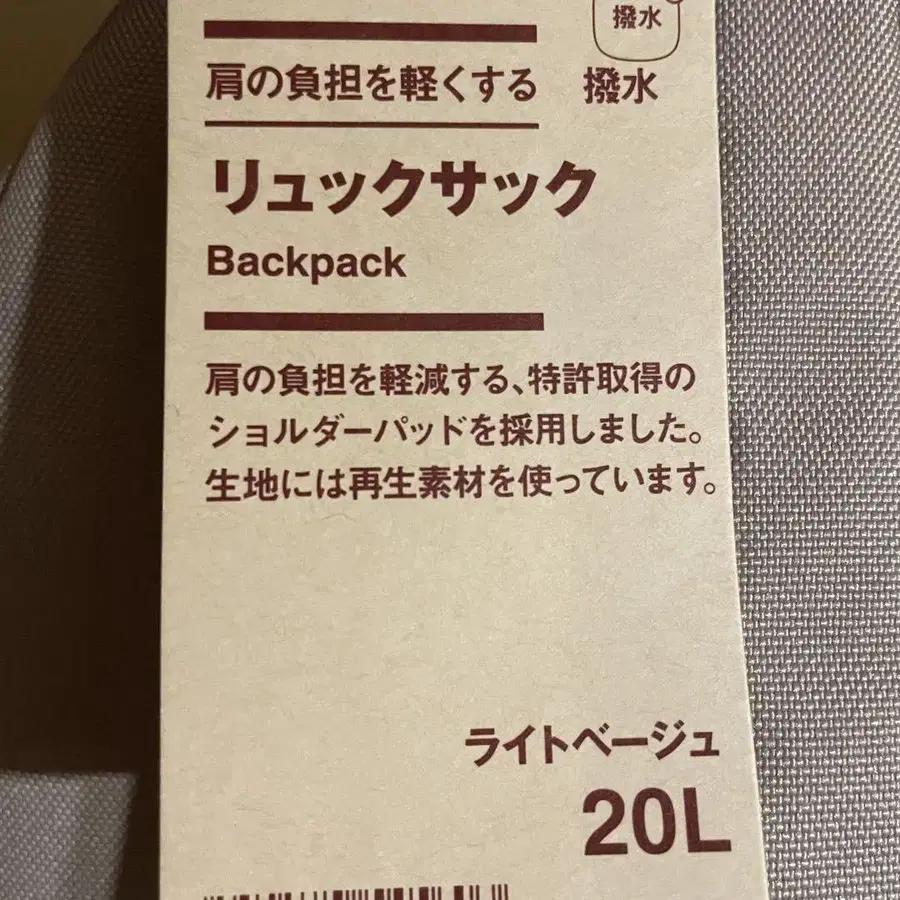 撥水
肩の負担を軽くする 撥水
リュックサック
Backpack
肩の負担を軽減する、特許取得の
ショルダーパッドを採用しました。
生地には再生素材を使っています。
ライトベージュ
20L